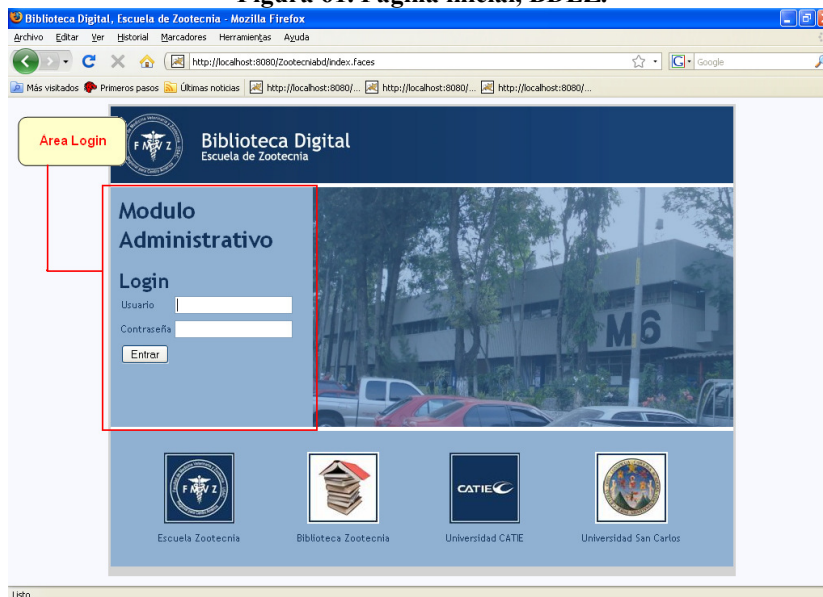 Figura 61. Página inicial, BDEZ.
Biblioteca Digital, Escuela de Zootecnia - Mozilla Firefox
Archivo Editar Ver Historial Marcadores Herramientas Ayuda
http://localhost:8080/Zootecniabd/index.faces
G Google
Más visitados Primeros pasos Últimas noticias http://localhost:8080/... http://localhost:8080/... http://localhost:8080/...
Area Login
F M V Z
Biblioteca Digital
Escuela de Zootecnia
Modulo
Administrativo
Login
Usuario
Contraseña
Entrar
M6
F M V Z
CATIE
Escuela Zootecnia Biblioteca Zootecnia Universidad CATIE Universidad San Carlos
Listo